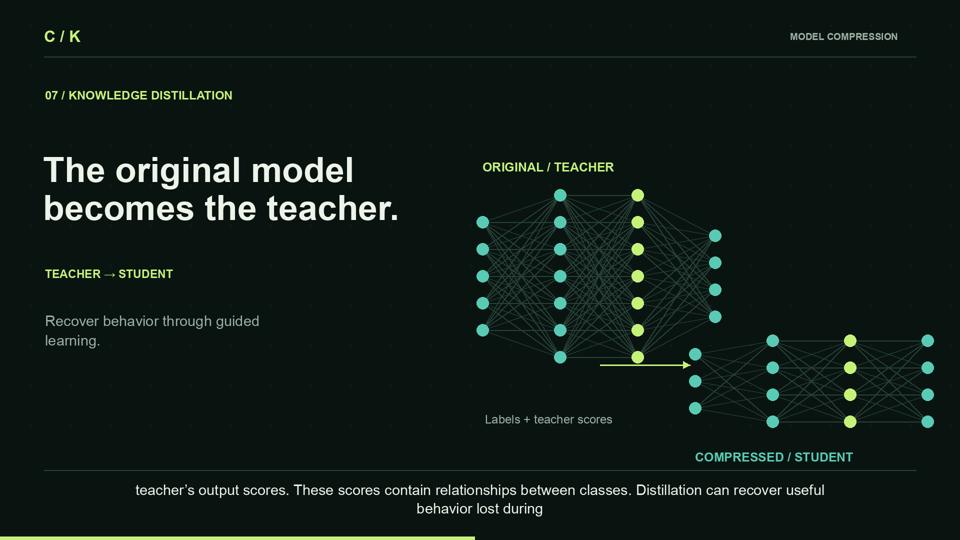 C / K
MODEL COMPRESSION
07 / KNOWLEDGE DISTILLATION
The original model
becomes the teacher.
TEACHER → STUDENT
Recover behavior through guided
learning.
ORIGINAL / TEACHER
Labels + teacher scores
COMPRESSED / STUDENT
teacher’s output scores. These scores contain relationships between classes. Distillation can recover useful
behavior lost during